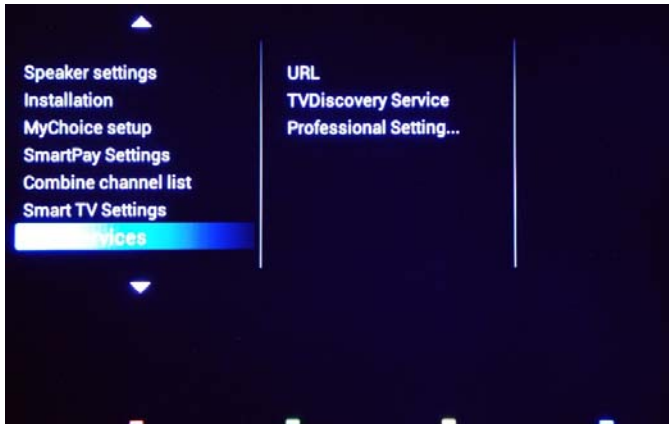 Speaker settings
Installation
MyChoice setup
SmartPay Settings
Combine channel list
Smart TV Settings
URL
TVDiscovery Service
Professional Setting...